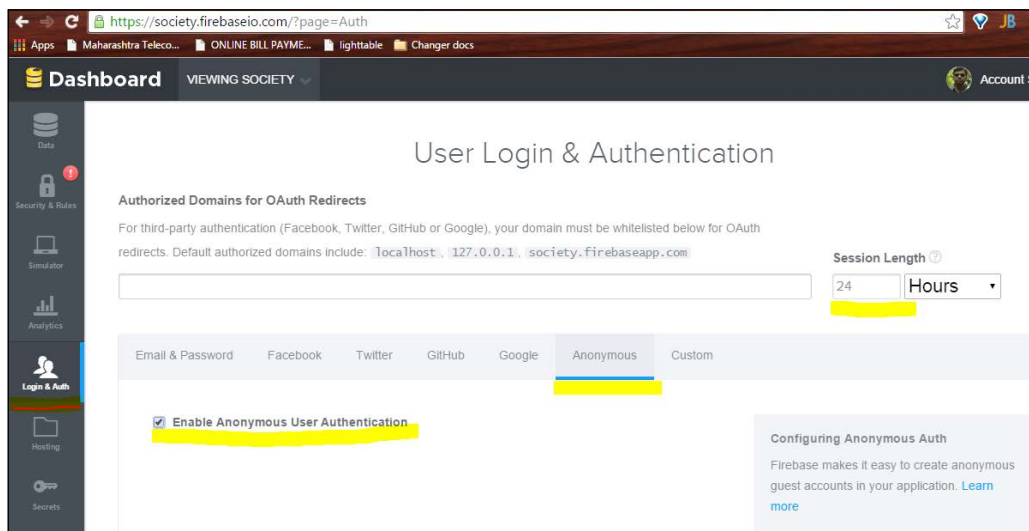 https://society.firebaseio.com/?page=Auth
JB
Apps Maharashtra Teleco... ONLINE BILL PAYME... lighttable Changer docs
Dashboard VIEWING SOCIETY Account
Data
Security & Rules
Simulator
Analytics
Login & Auth
Hosting
Secrets
User Login & Authentication
Authorized Domains for OAuth Redirects
For third-party authentication (Facebook, Twitter, GitHub or Google), your domain must be whitelisted below for OAuth
redirects. Default authorized domains include: localhost , 127.0.0.1 , society.firebaseapp.com
Session Length ?
24 Hours
Email & Password Facebook Twitter GitHub Google Anonymous Custom
Enable Anonymous User Authentication
Configuring Anonymous Auth
Firebase makes it easy to create anonymous
guest accounts in your application. Learn
more